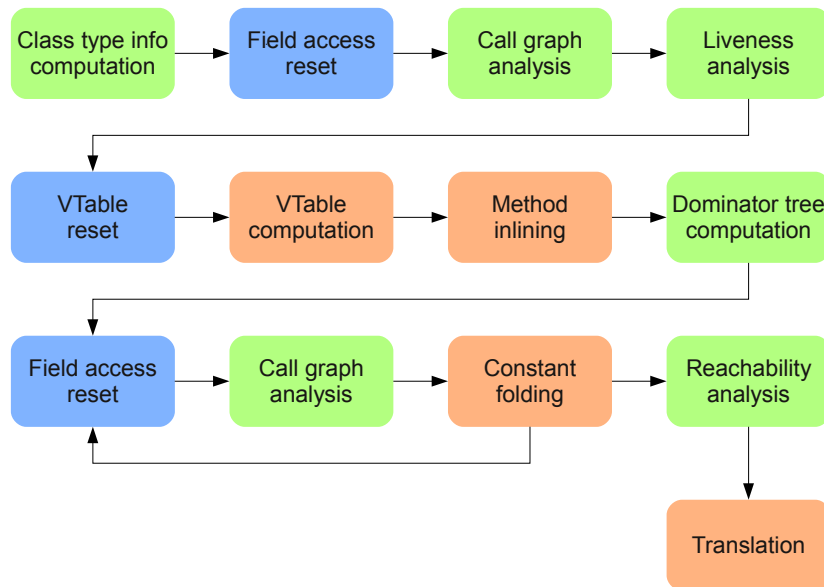 Class type info
computation
Field access
reset
Call graph
analysis
Liveness
analysis
VTable
reset
VTable
computation
Method
inlining
Dominator tree
computation
Field access
reset
Call graph
analysis
Constant
folding
Reachability
analysis
Translation